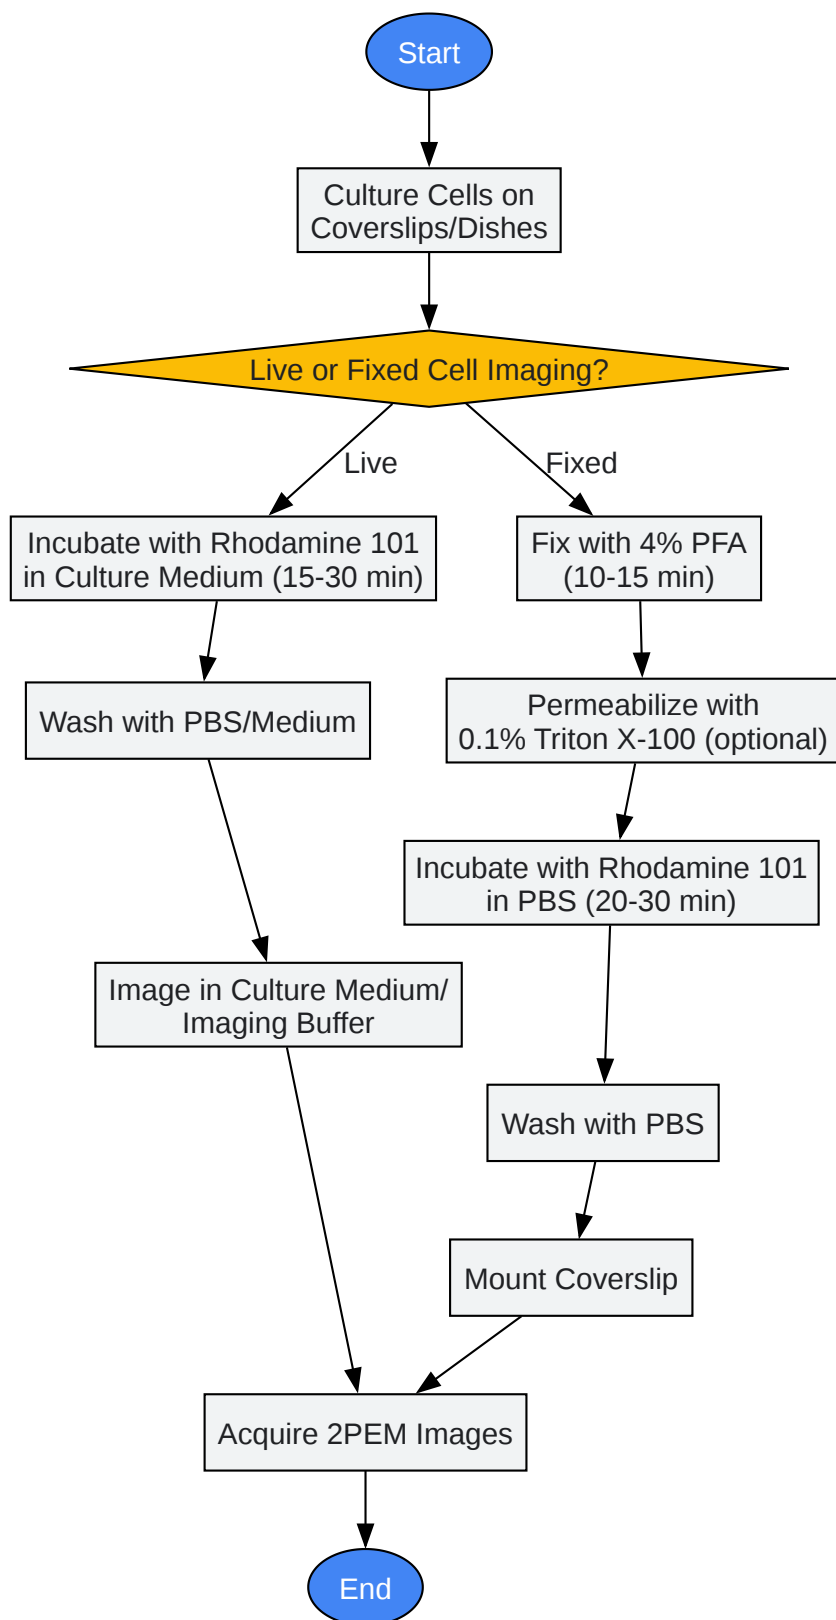 Start
Culture Cells on
Coverslips/Dishes
Live or Fixed Cell Imaging?
Live
Fixed
Incubate with Rhodamine 101
in Culture Medium (15-30 min)
Fix with 4% PFA
(10-15 min)
Wash with PBS/Medium
Permeabilize with
0.1% Triton X-100 (optional)
Incubate with Rhodamine 101
in PBS (20-30 min)
Image in Culture Medium/
Imaging Buffer
Wash with PBS
Mount Coverslip
Acquire 2PEM Images
End